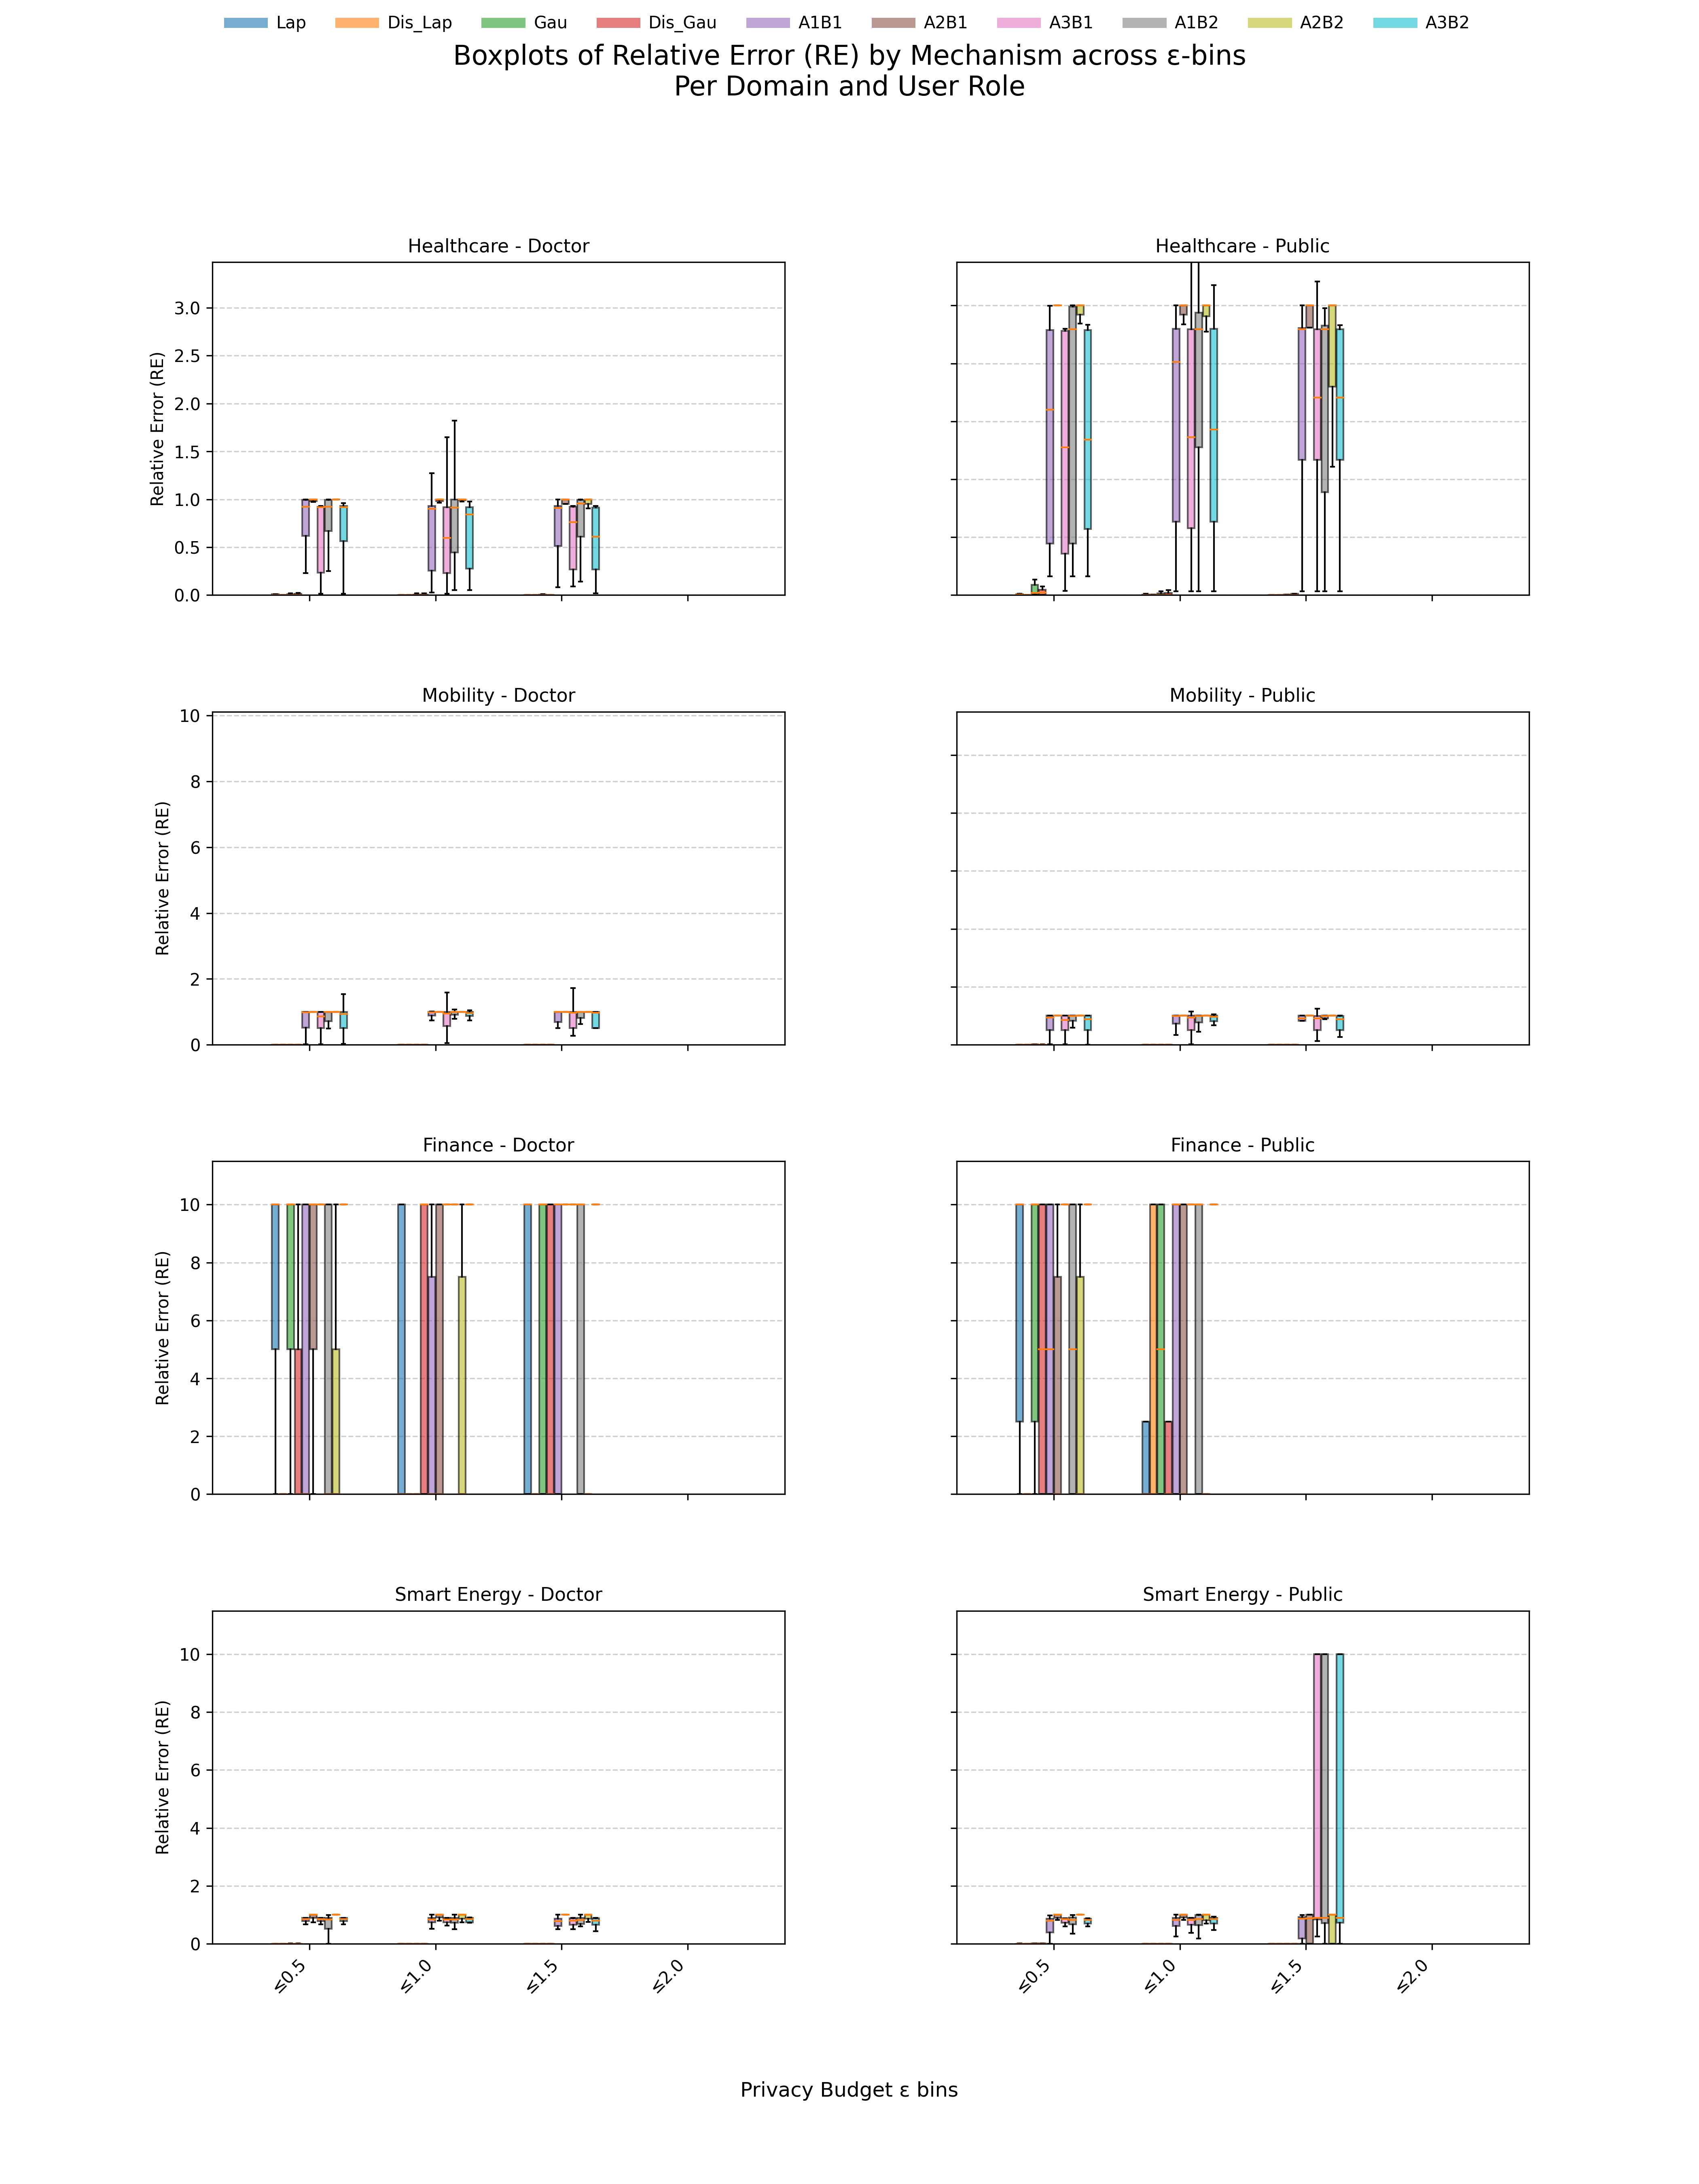 Lap Dis_Lap Gau Dis_Gau A1B1 A2B1 A3B1 A1B2 A2B2 A3B2
Boxplots of Relative Error (RE) by Mechanism across ε-bins
Per Domain and User Role
Healthcare - Doctor
Relative Error (RE)
3.0
2.5
2.0
1.5
1.0
0.5
0.0
Healthcare - Public
Mobility - Doctor
Relative Error (RE)
10
8
6
4
2
0
Mobility - Public
Finance - Doctor
Relative Error (RE)
10
8
6
4
2
0
Finance - Public
Smart Energy - Doctor
Relative Error (RE)
10
8
6
4
2
0
≤0.5 ≤1.0 ≤1.5 ≤2.0
Smart Energy - Public
≤0.5 ≤1.0 ≤1.5 ≤2.0
Privacy Budget ε bins